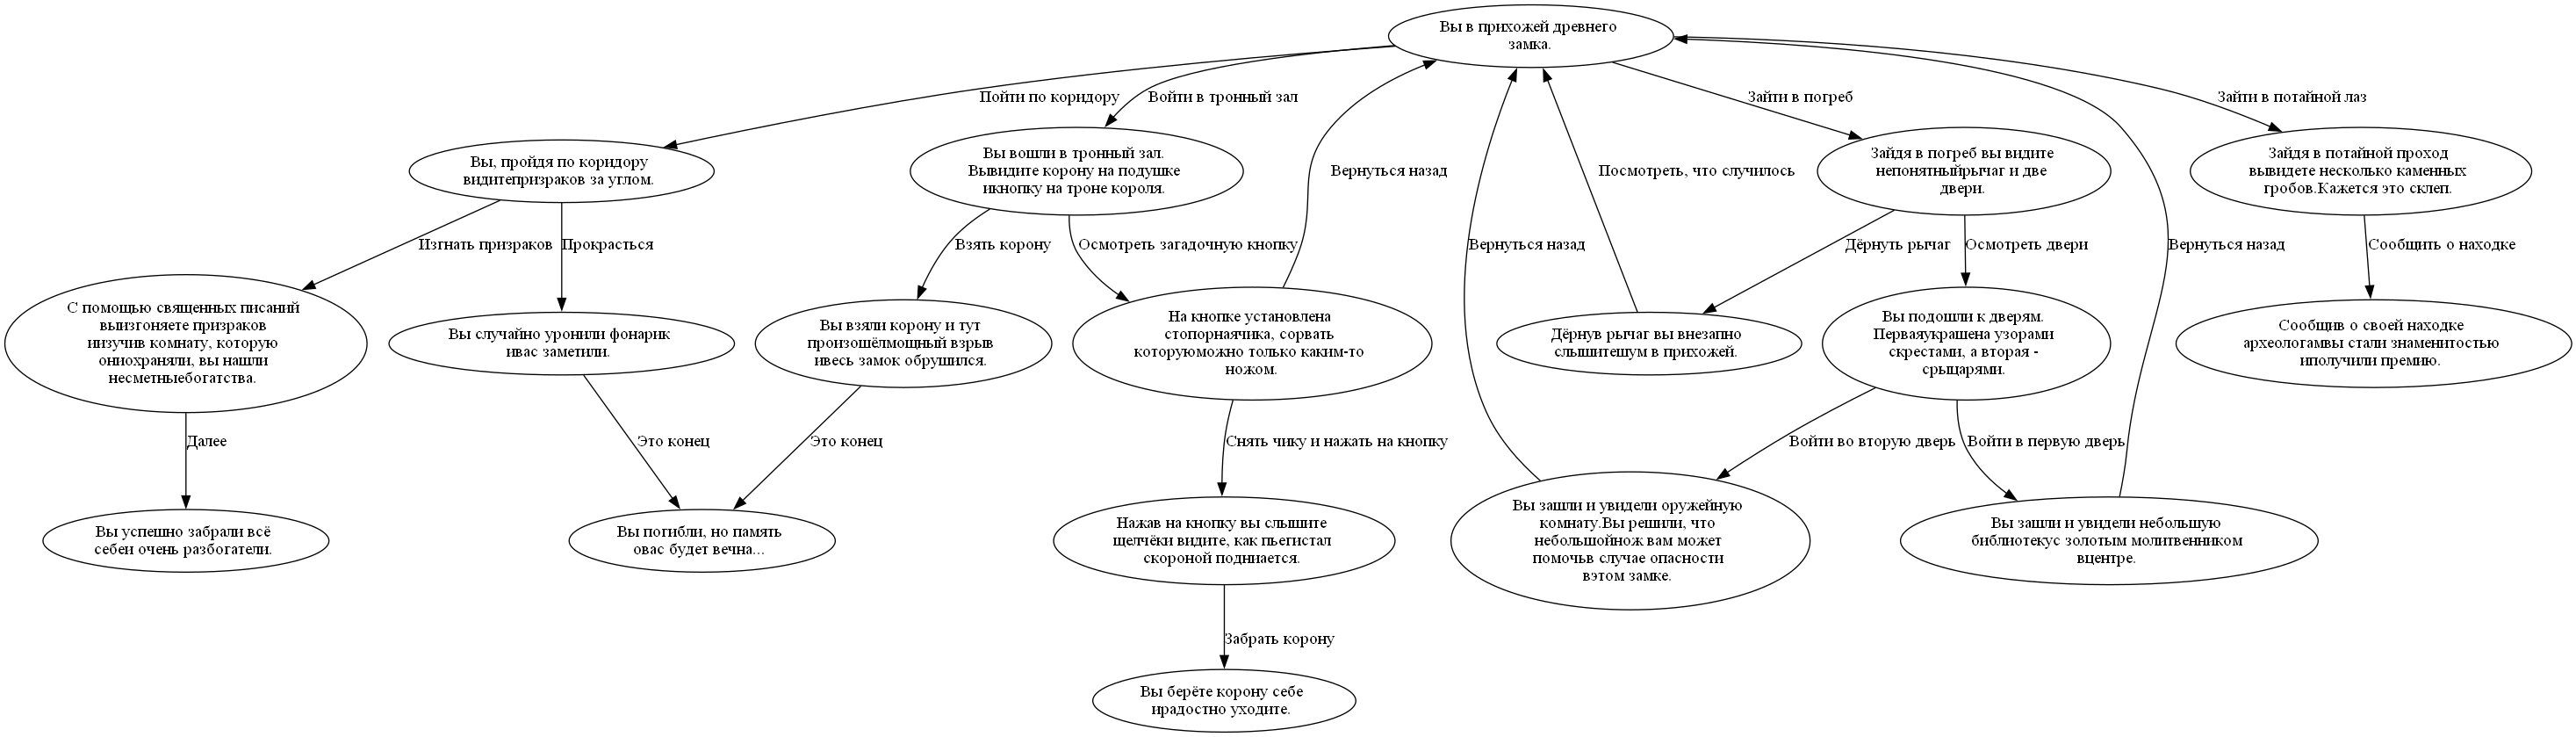 Вы в прихожей древнего
замка.
Пойти по коридору
Войти в тронный зал
Зайти в погреб
Зайти в потайной лаз
Вы, пройдя по коридору
видитепризраков за углом.
Вы вошли в тронный зал.
Вывидите корону на подушке
икнопку на троне короля.
Вернуться назад
Посмотреть, что случилось
Зайдя в погреб вы видите
непонятныйрычаг и две
двери.
Зайдя в потайной проход
вывидете несколько каменных
гробов.Кажется это склеп.
Изгнать призраков
Прокрасться
Взять корону
Осмотреть загадочную кнопку
Вернуться назад
Дёрнуть рычаг
Осмотреть двери
Вернуться назад
Сообщить о находке
С помощью священных писаний
выизгоняете призраков
иизучив комнату, которую
ониохраняли, вы нашли
несметныебогатства.
Вы случайно уронили фонарик
ивас заметили.
Вы взяли корону и тут
произошёлмощный взрыв
ивесь замок обрушился.
На кнопке установлена
стопорнаячика, сорвать
которуюможно только каким-то
ножом.
Дёрнув рычаг вы внезапно
слышитешум в прихожей.
Вы подошли к дверям.
Перваяукрашена узорами
скрестами, а вторая -
срыцарями.
Сообщив о своей находке
археологамвы стали знаменитостью
иполучили премию.
Далее
Это конец
Это конец
Снять чику и нажать на кнопку
Войти во вторую дверь
Войти в первую дверь
Вы успешно забрали всё
себеи очень разбогатели.
Вы погибли, но память
овас будет вечна...
Нажав на кнопку вы слышите
щелчёки видите, как пьегистал
скороной подниается.
Вы зашли и увидели оружейную
комнату.Вы решили, что
небольшойнож вам может
помочьв случае опасности
вэтом замке.
Вы зашли и увидели небольшую
библиотекус золотым молитвенником
вцентре.
Забрать корону
Вы берёте корону себе
ирадостно уходите.